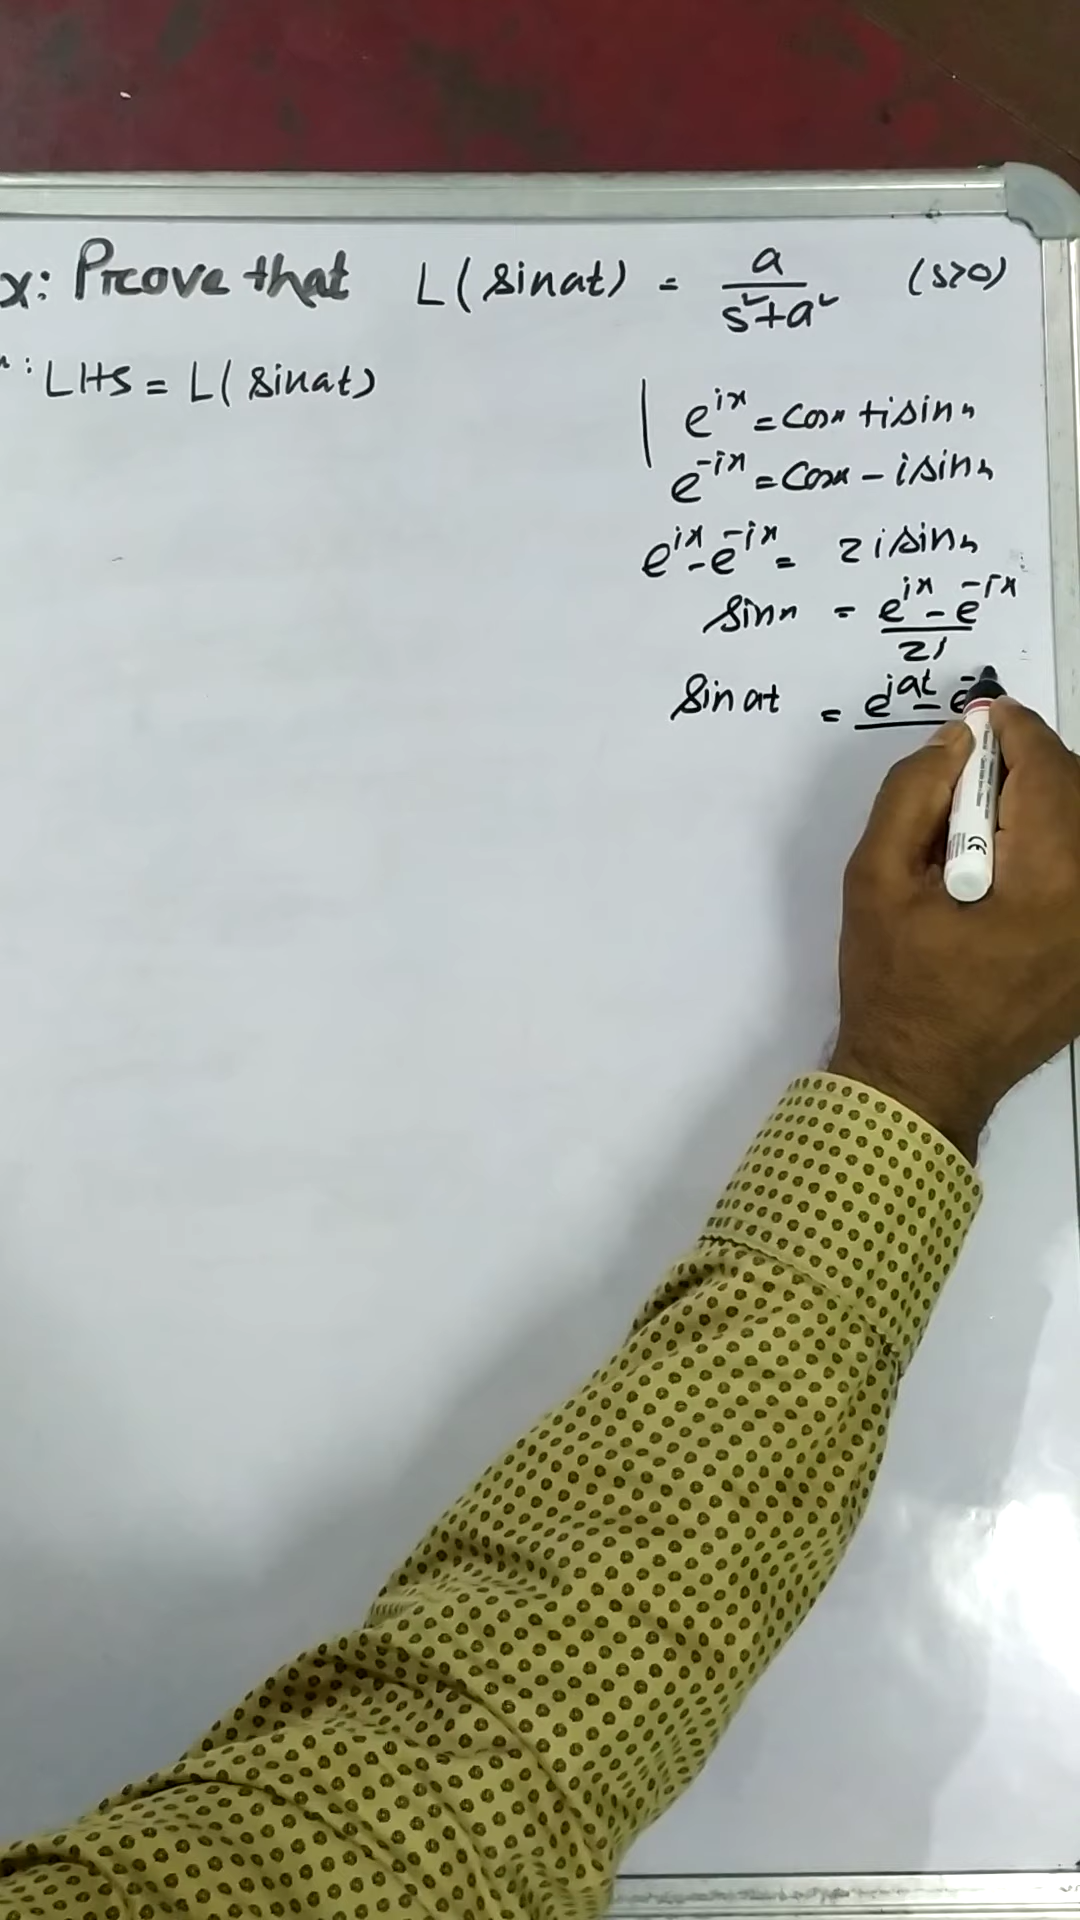 x: Prove that L(sinat) = a/(s²+a²) (s>0)
n: LHS = L(sinat)
e^{ix} = cosx + isinx
e^{-ix} = cosx - isinx
e^{ix} - e^{-ix} = 2isinx
sinx = (e^{ix} - e^{-ix})/2i
sinat = e^{iat} - e^{-
CE